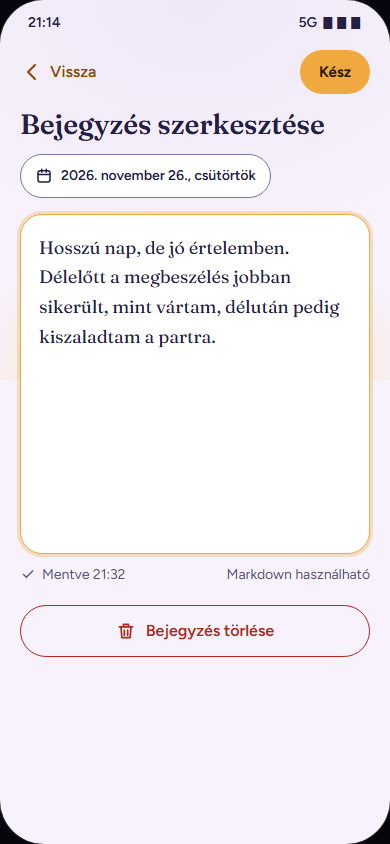 21:14
5G
Vissza
Kész
Bejegyzés szerkesztése
2026. november 26., csütörtök
Hosszú nap, de jó értelemben.
Délelőtt a megbeszélés jobban
sikerült, mint vártam, délután pedig
kiszaladtam a partra.
Mentve 21:32
Markdown használható
Bejegyzés törlése